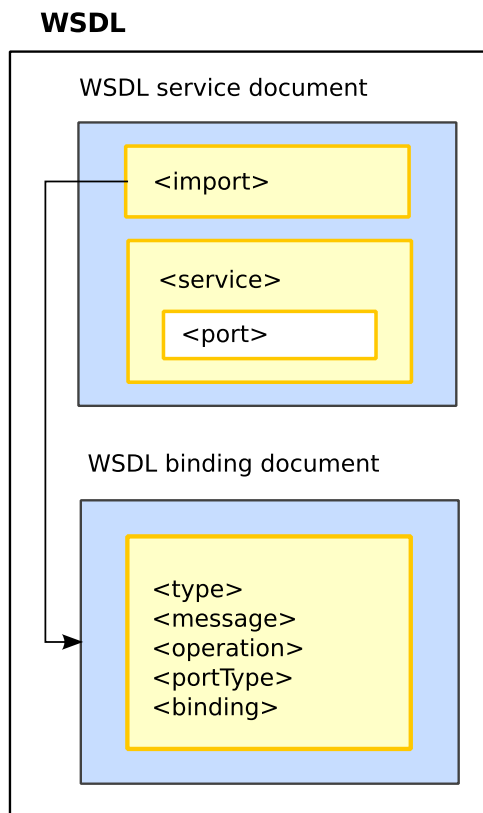 WSDL
WSDL service document
<import>
<service>
<port>
WSDL binding document
<type>
<message>
<operation>
<portType>
<binding>